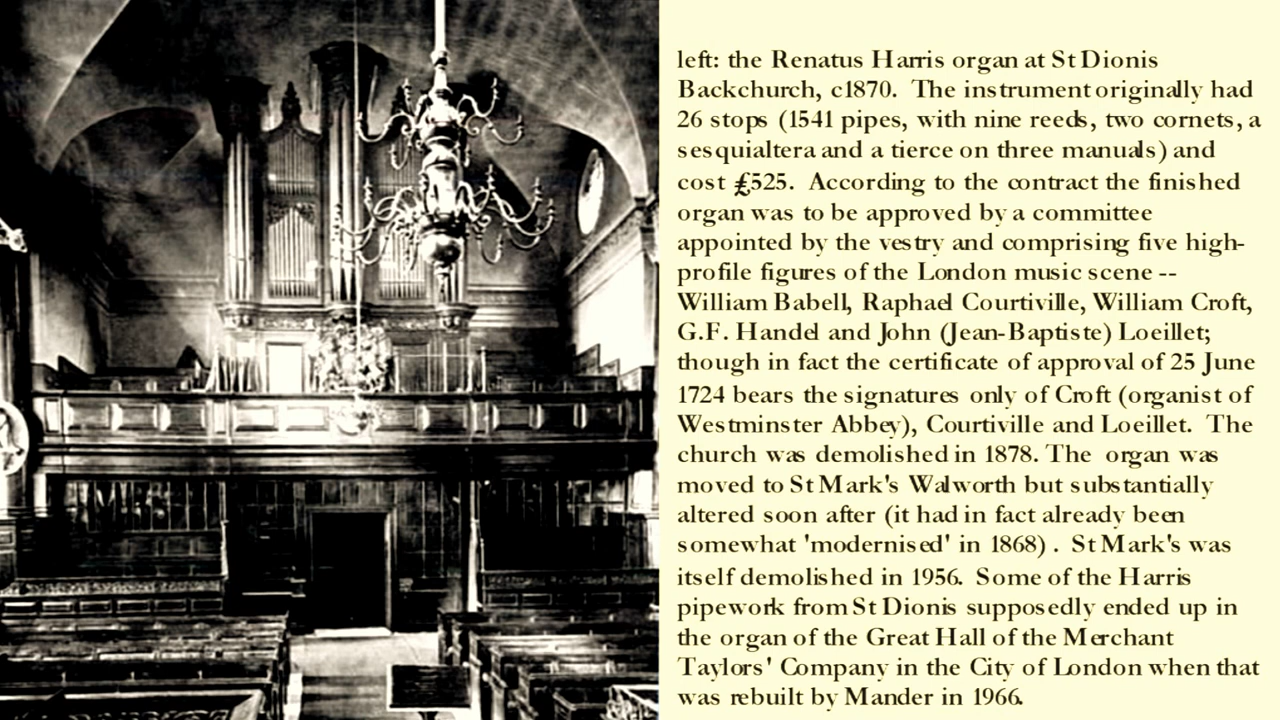 left: the Renatus Harris organ at St Dionis
Backchurch, c1870. The instrument originally had
26 stops (1541 pipes, with nine reeds, two cornets, a
sesquialtera and a tierce on three manuals) and
cost £525. According to the contract the finished
organ was to be approved by a committee
appointed by the vestry and comprising five high-
profile figures of the London music scene --
William Babell, Raphael Courtiville, William Croft,
G.F. Handel and John (Jean-Baptiste) Loeillet;
though in fact the certificate of approval of 25 June
1724 bears the signatures only of Croft (organist of
Westminster Abbey), Courtiville and Loeillet. The
church was demolished in 1878. The organ was
moved to St Mark's Walworth but substantially
altered soon after (it had in fact already been
somewhat 'modernised' in 1868) . St Mark's was
itself demolished in 1956. Some of the Harris
pipework from St Dionis supposedly ended up in
the organ of the Great Hall of the Merchant
Taylors' Company in the City of London when that
was rebuilt by Mander in 1966.